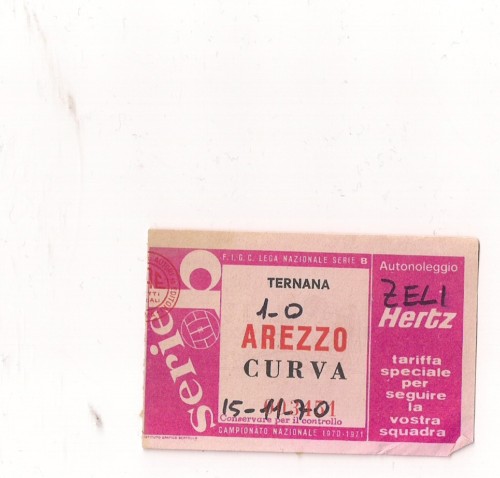 F.I.G.C. LEGA NAZIONALE SERIE B
serie b
TERNANA
1-0
AREZZO
CURVA
15-11-70
Conservare per il controllo
CAMPIONATO NAZIONALE 1970-1971
Autonoleggio
ZELI
Hertz
tariffa
speciale
per
seguire
la
vostra
squadra